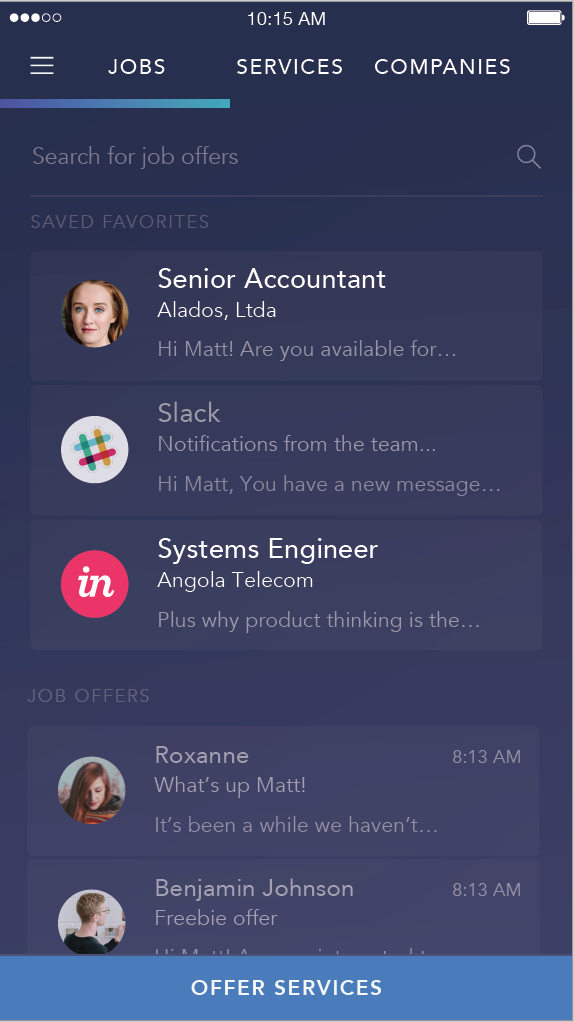 10:15 AM
JOBS SERVICES COMPANIES
Search for job offers
SAVED FAVORITES
Senior Accountant
Alados, Ltda
Hi Matt! Are you available for…
Slack
Notifications from the team...
Hi Matt, You have a new message…
in
Systems Engineer
Angola Telecom
Plus why product thinking is the…
JOB OFFERS
Roxanne 8:13 AM
What’s up Matt!
It’s been a while we haven’t…
Benjamin Johnson 8:13 AM
Freebie offer
Hi Matt!
OFFER SERVICES